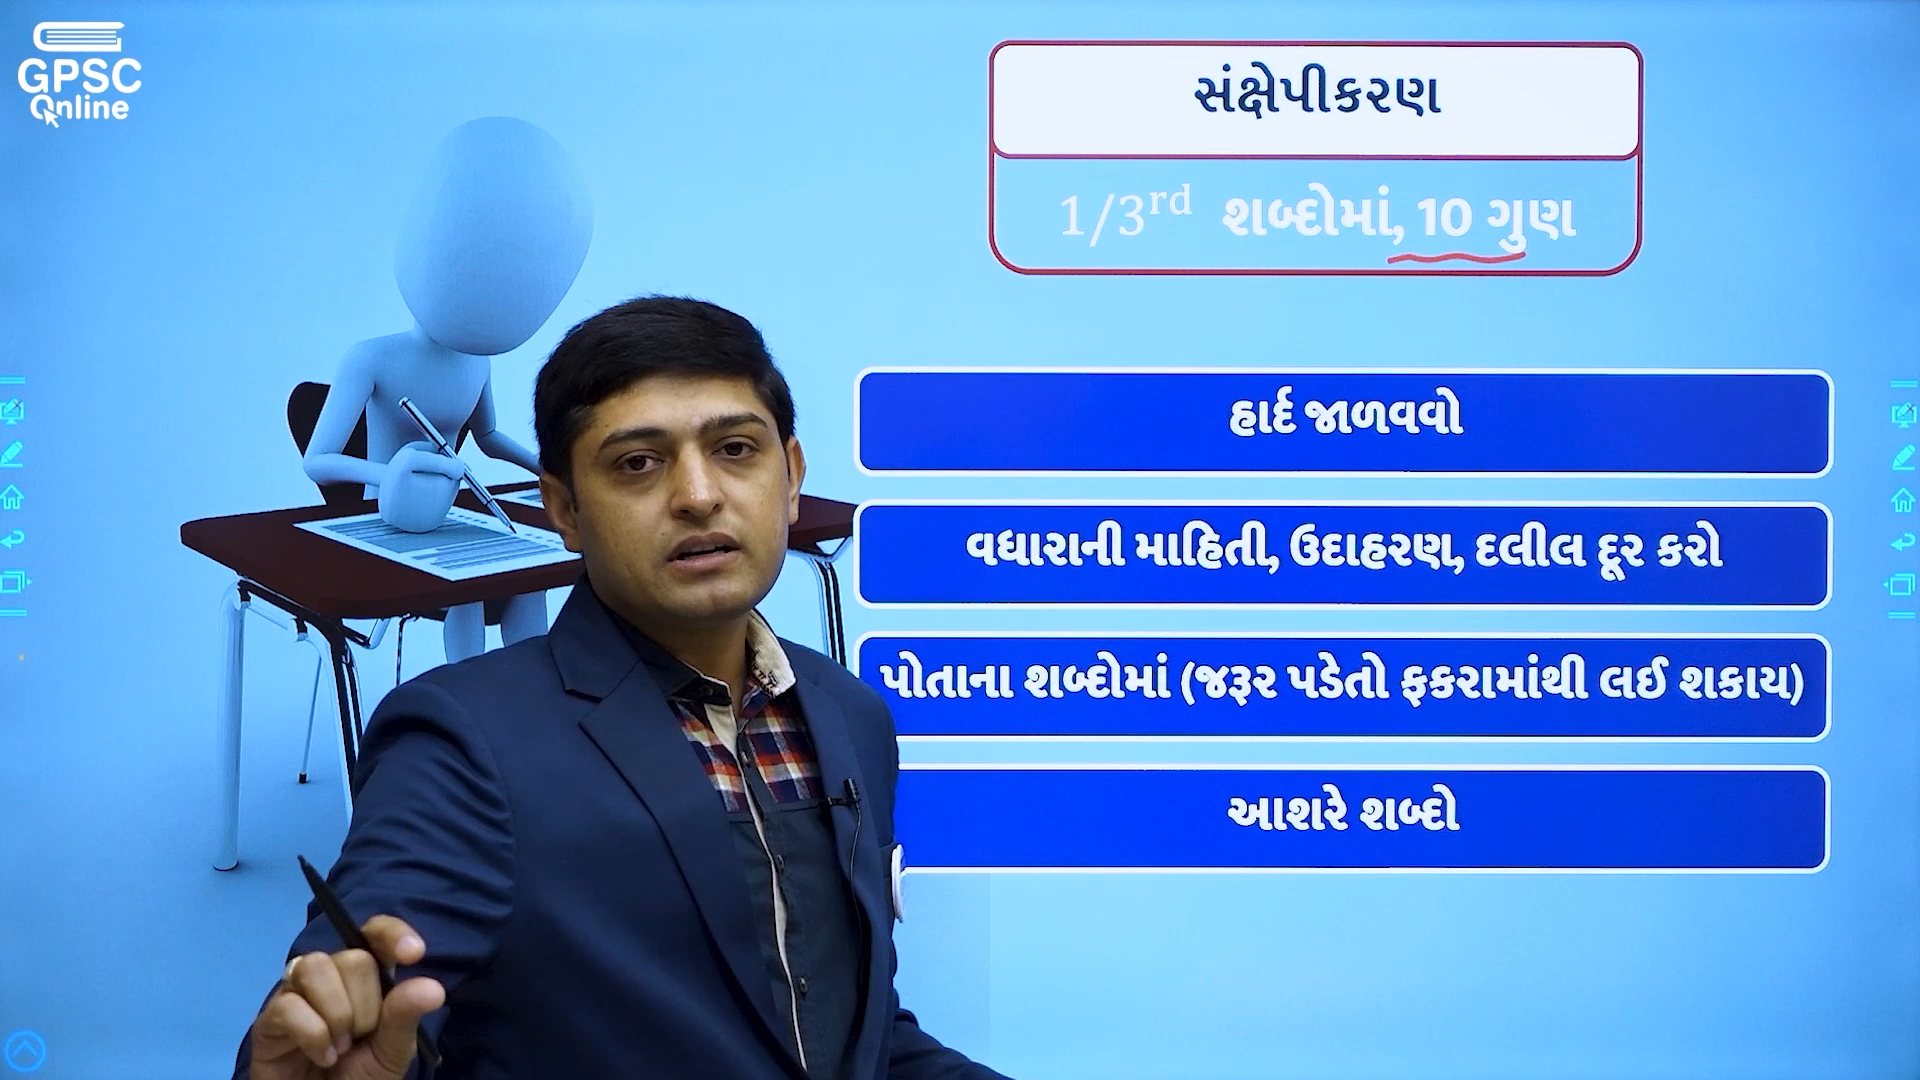 GPSC
Online
સંક્ષેપીકરણ
1/3rd શબ્દોમાં, 10 ગુણ
હાર્દ જાળવવો
વધારાની માહિતી, ઉદાહરણ, દલીલ દૂર કરો
પોતાના શબ્દોમાં (જરૂર પડેતો ફકરામાંથી લઈ શકાય)
આશરે શબ્દો